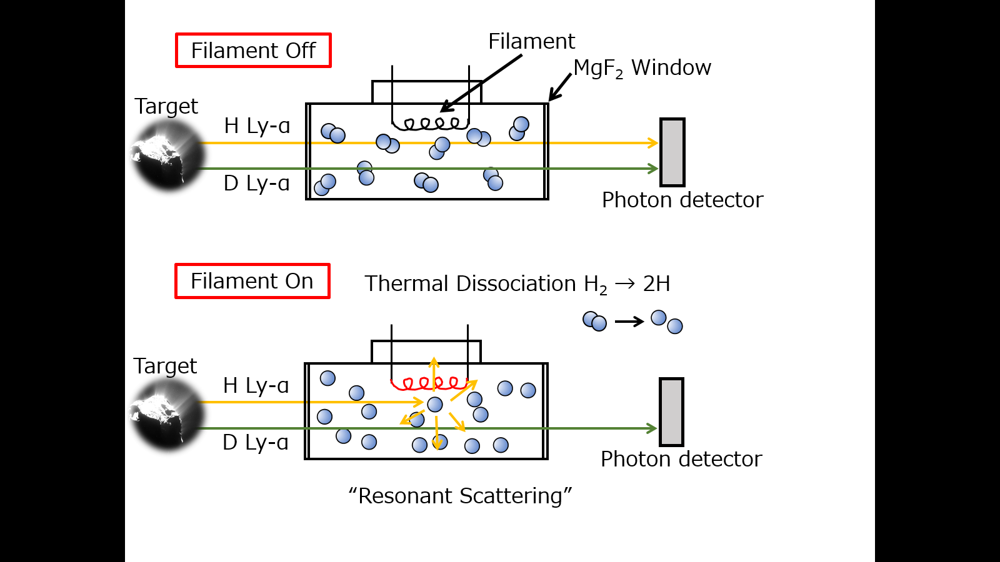 Filament Off
Filament
MgF₂ Window
Target
H Ly-α
D Ly-α
Photon detector
Filament On
Thermal Dissociation H₂ → 2H
Target
H Ly-α
D Ly-α
Photon detector
“Resonant Scattering”